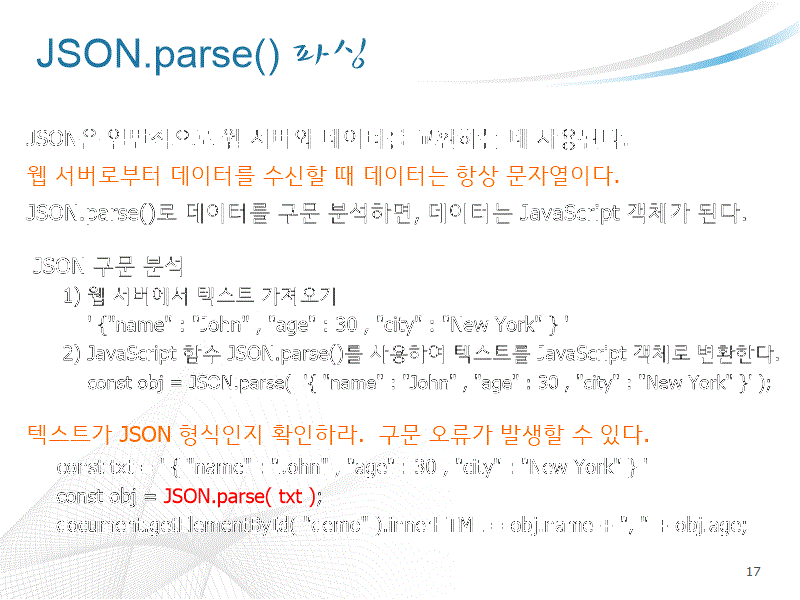 JSON.parse() 파싱
JSON은 일반적으로 웹 서버와 데이터를 교환하는 데 사용된다.
웹 서버로부터 데이터를 수신할 때 데이터는 항상 문자열이다.
JSON.parse()로 데이터를 구문 분석하면, 데이터는 JavaScript 객체가 된다.
JSON 구문 분석
1) 웹 서버에서 텍스트 가져오기
' {"name" : "John" , "age" : 30 , "city" : "New York" } '
2) JavaScript 함수 JSON.parse()를 사용하여 텍스트를 JavaScript 객체로 변환한다.
const obj = JSON.parse( '{ "name" : "John" , "age" : 30 , "city" : "New York" }' );
텍스트가 JSON 형식인지 확인하라. 구문 오류가 발생할 수 있다.
const txt = ' { "name" : "John" , "age" : 30 , "city" : "New York" } '
const obj = JSON.parse( txt );
document.getElementById( "demo" ).innerHTML = obj.name + ", " + obj.age;
17